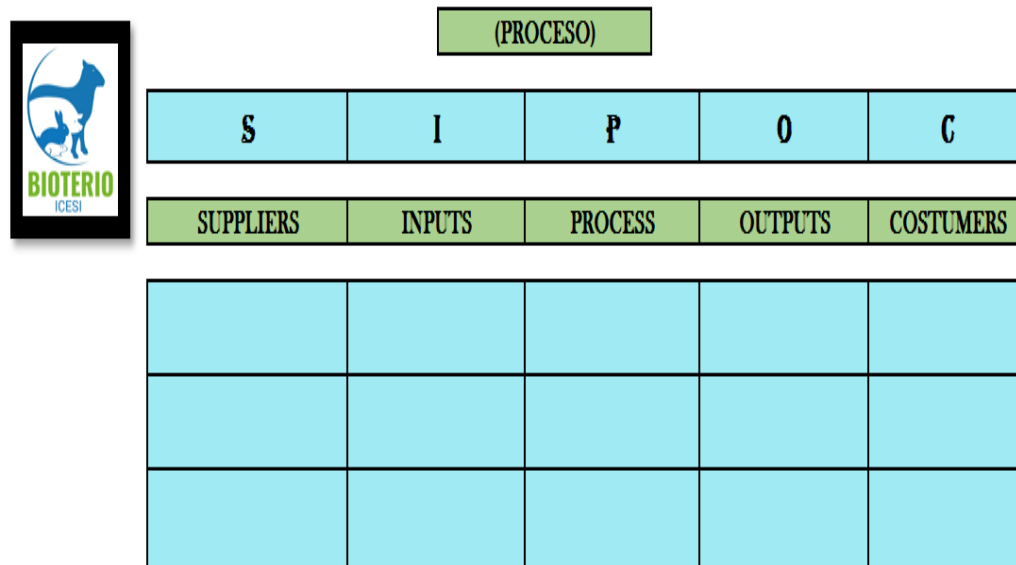 (PROCESO)
BIOTERIO
ICESI
S I P O C
SUPPLIERS INPUTS PROCESS OUTPUTS COSTUMERS